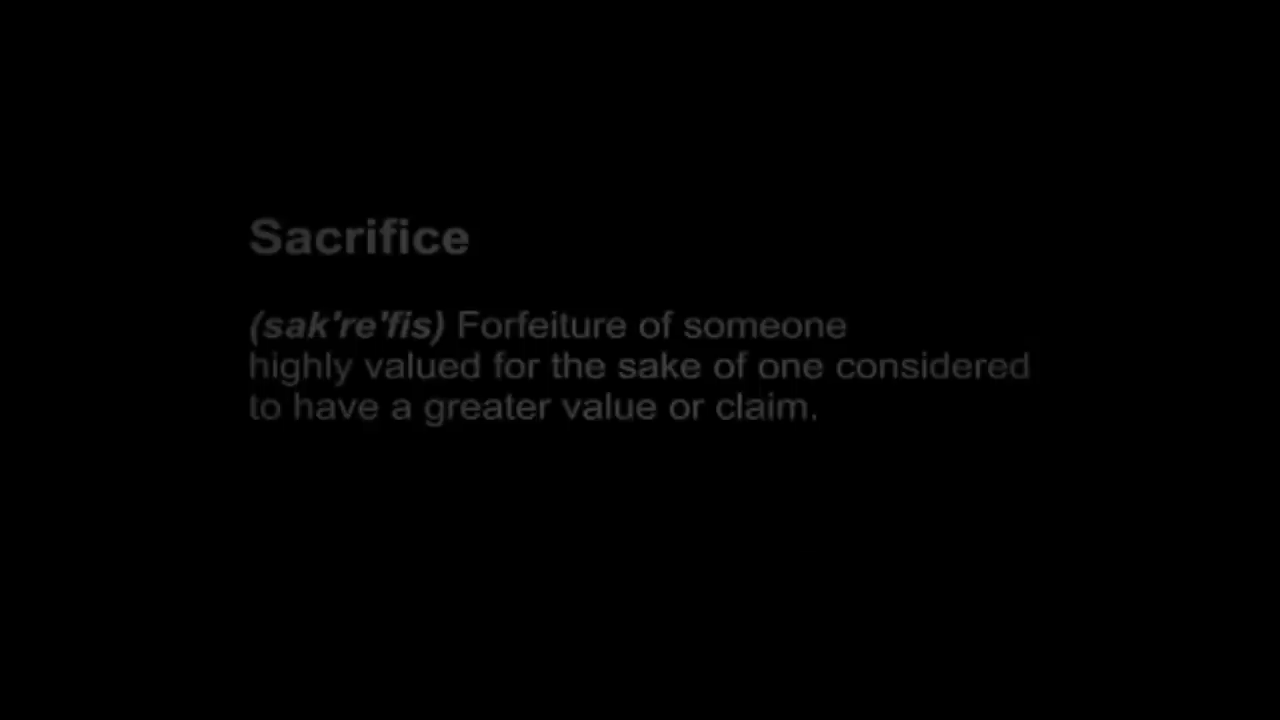 Sacrifice
(sak're'fis) Forfeiture of someone
highly valued for the sake of one considered
to have a greater value or claim.